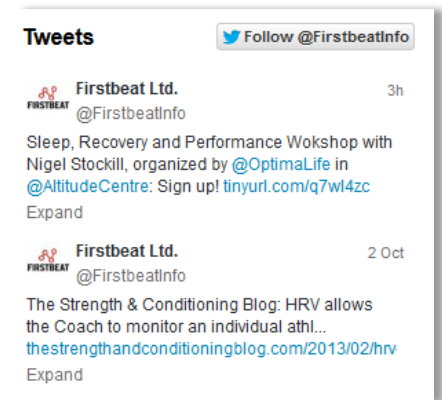 Tweets
Follow @FirstbeatInfo
Firstbeat Ltd.
3h
FIRSTBEAT
@FirstbeatInfo
Sleep, Recovery and Performance Wokshop with
Nigel Stockill, organized by @OptimaLife in
@AltitudeCentre: Sign up! tinyurl.com/q7wl4zc
Expand
Firstbeat Ltd.
2 Oct
FIRSTBEAT
@FirstbeatInfo
The Strength & Conditioning Blog: HRV allows
the Coach to monitor an individual athl...
thestrengthandconditioningblog.com/2013/02/hrv
Expand